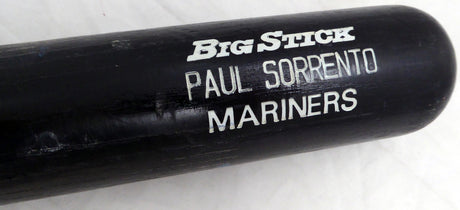 BIG STICK
PAUL SORRENTO
MARINERS